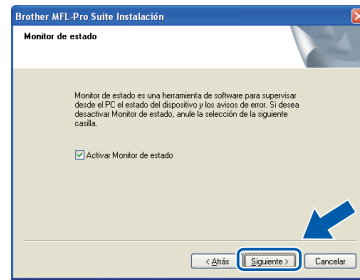 Brother MFL-Pro Suite Instalación
Monitor de estado
Monitor de estado es una herramienta de software para supervisar
desde el PC el estado del dispositivo y los avisos de error. Si desea
desactivar Monitor de estado, anule la selección de la siguiente
casilla.
Activar Monitor de estado
< Atrás Siguiente > Cancelar